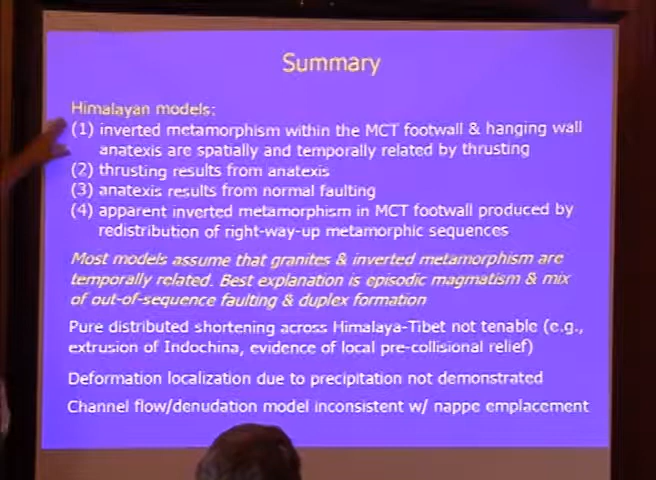 Summary
Himalayan models:
(1) inverted metamorphism within the MCT footwall & hanging wall
anatexis are spatially and temporally related by thrusting
(2) thrusting results from anatexis
(3) anatexis results from normal faulting
(4) apparent inverted metamorphism in MCT footwall produced by
redistribution of right-way-up metamorphic sequences
Most models assume that granites & inverted metamorphism are
temporally related. Best explanation is episodic magmatism & mix
of out-of-sequence faulting & duplex formation
Pure distributed shortening across Himalaya-Tibet not tenable (e.g.,
extrusion of Indochina, evidence of local pre-collisional relief)
Deformation localization due to precipitation not demonstrated
Channel flow/denudation model inconsistent w/ nappe emplacement